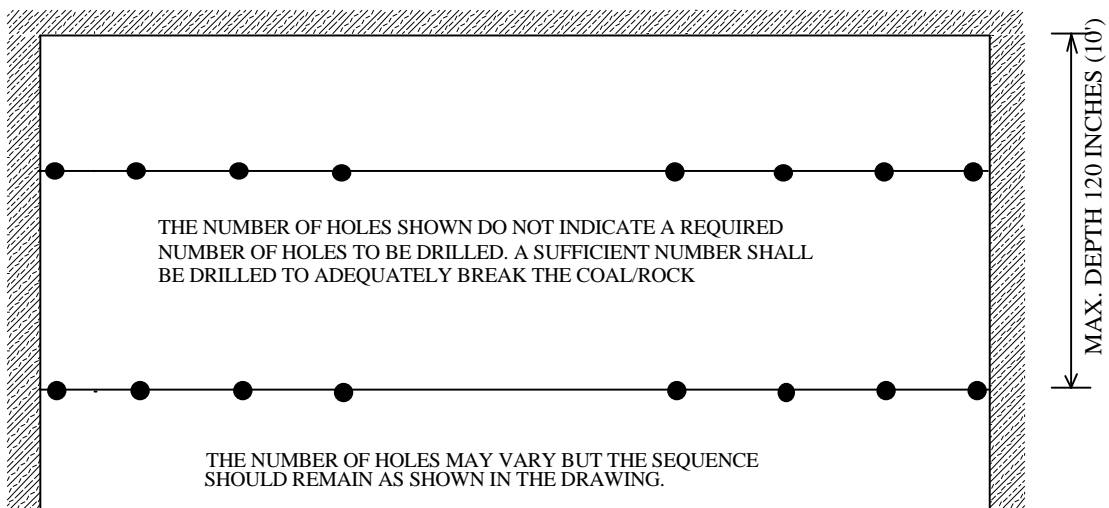 THE NUMBER OF HOLES SHOWN DO NOT INDICATE A REQUIRED
NUMBER OF HOLES TO BE DRILLED. A SUFFICIENT NUMBER SHALL
BE DRILLED TO ADEQUATELY BREAK THE COAL/ROCK
THE NUMBER OF HOLES MAY VARY BUT THE SEQUENCE
SHOULD REMAIN AS SHOWN IN THE DRAWING.
MAX. DEPTH 120 INCHES (10')